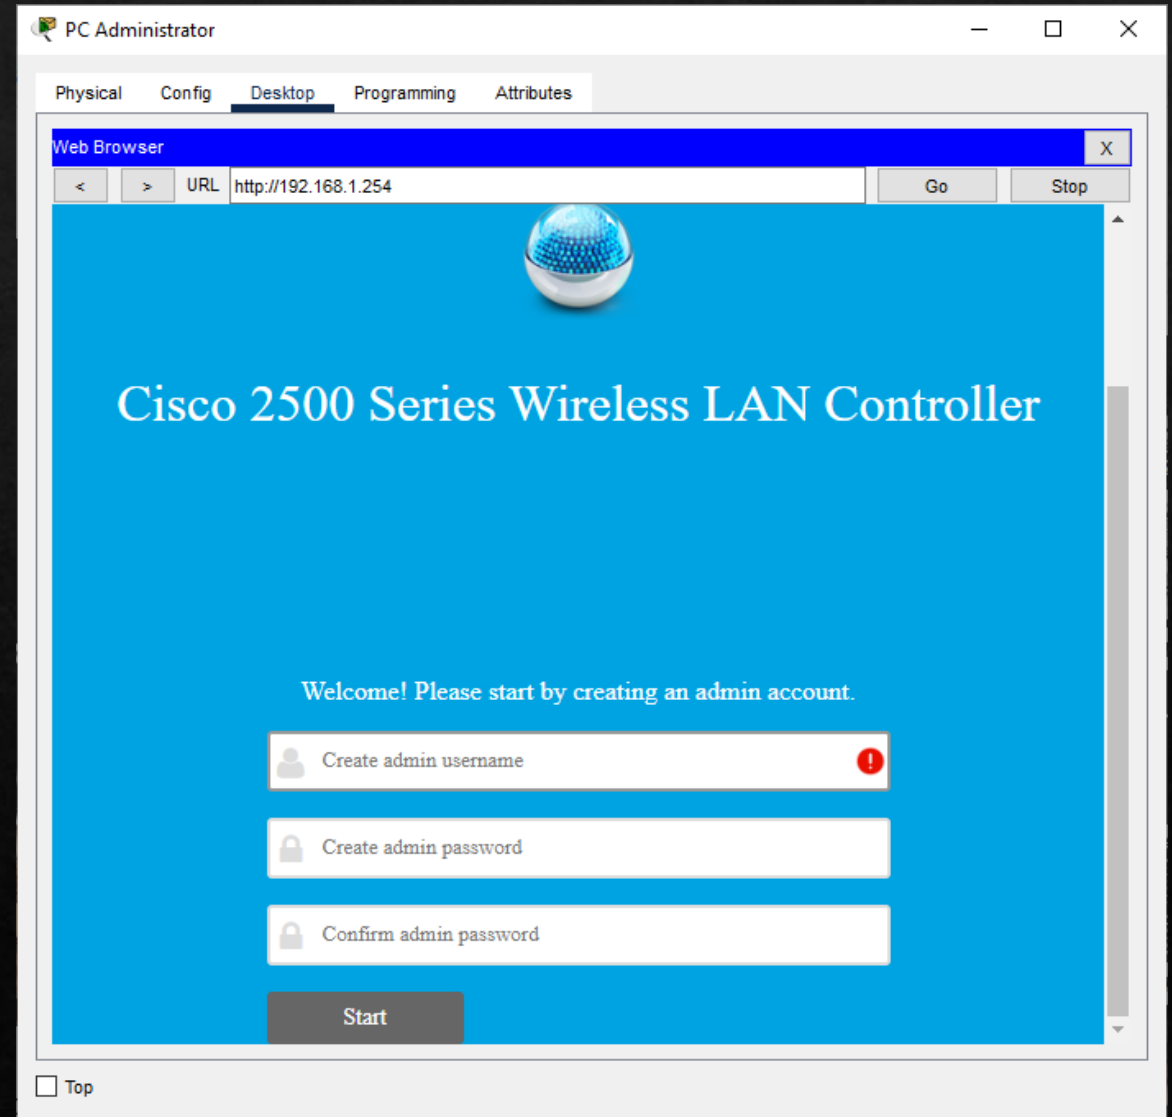 PC Administrator
Physical Config Desktop Programming Attributes
Web Browser X
< > URL http://192.168.1.254 Go Stop
Cisco 2500 Series Wireless LAN Controller
Welcome! Please start by creating an admin account.
Create admin username
Create admin password
Confirm admin password
Start
Top